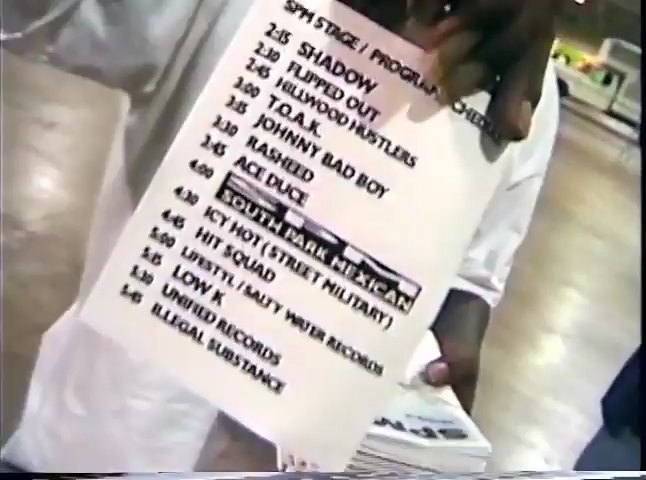 SPM STAGE / PROGRAM SCHEDULE
2:15 SHADOW
2:30 FLIPPED OUT
2:45 HILLWOOD HUSTLERS
3:00 T.O.A.K.
3:15 JOHNNY BAD BOY
3:30 RASHEED
3:45 ACE DUCE
4:00 SPM
SOUTH PARK MEXICAN
4:30 ICY HOT ( STREET MILITARY)
4:45 HIT SQUAD
5:00 LIFESTYL / SALTY WATER RECORDS
5:15 LOW K
5:30 UNIFIED RECORDS
5:45 ILLEGAL SUBSTANCE
SPM